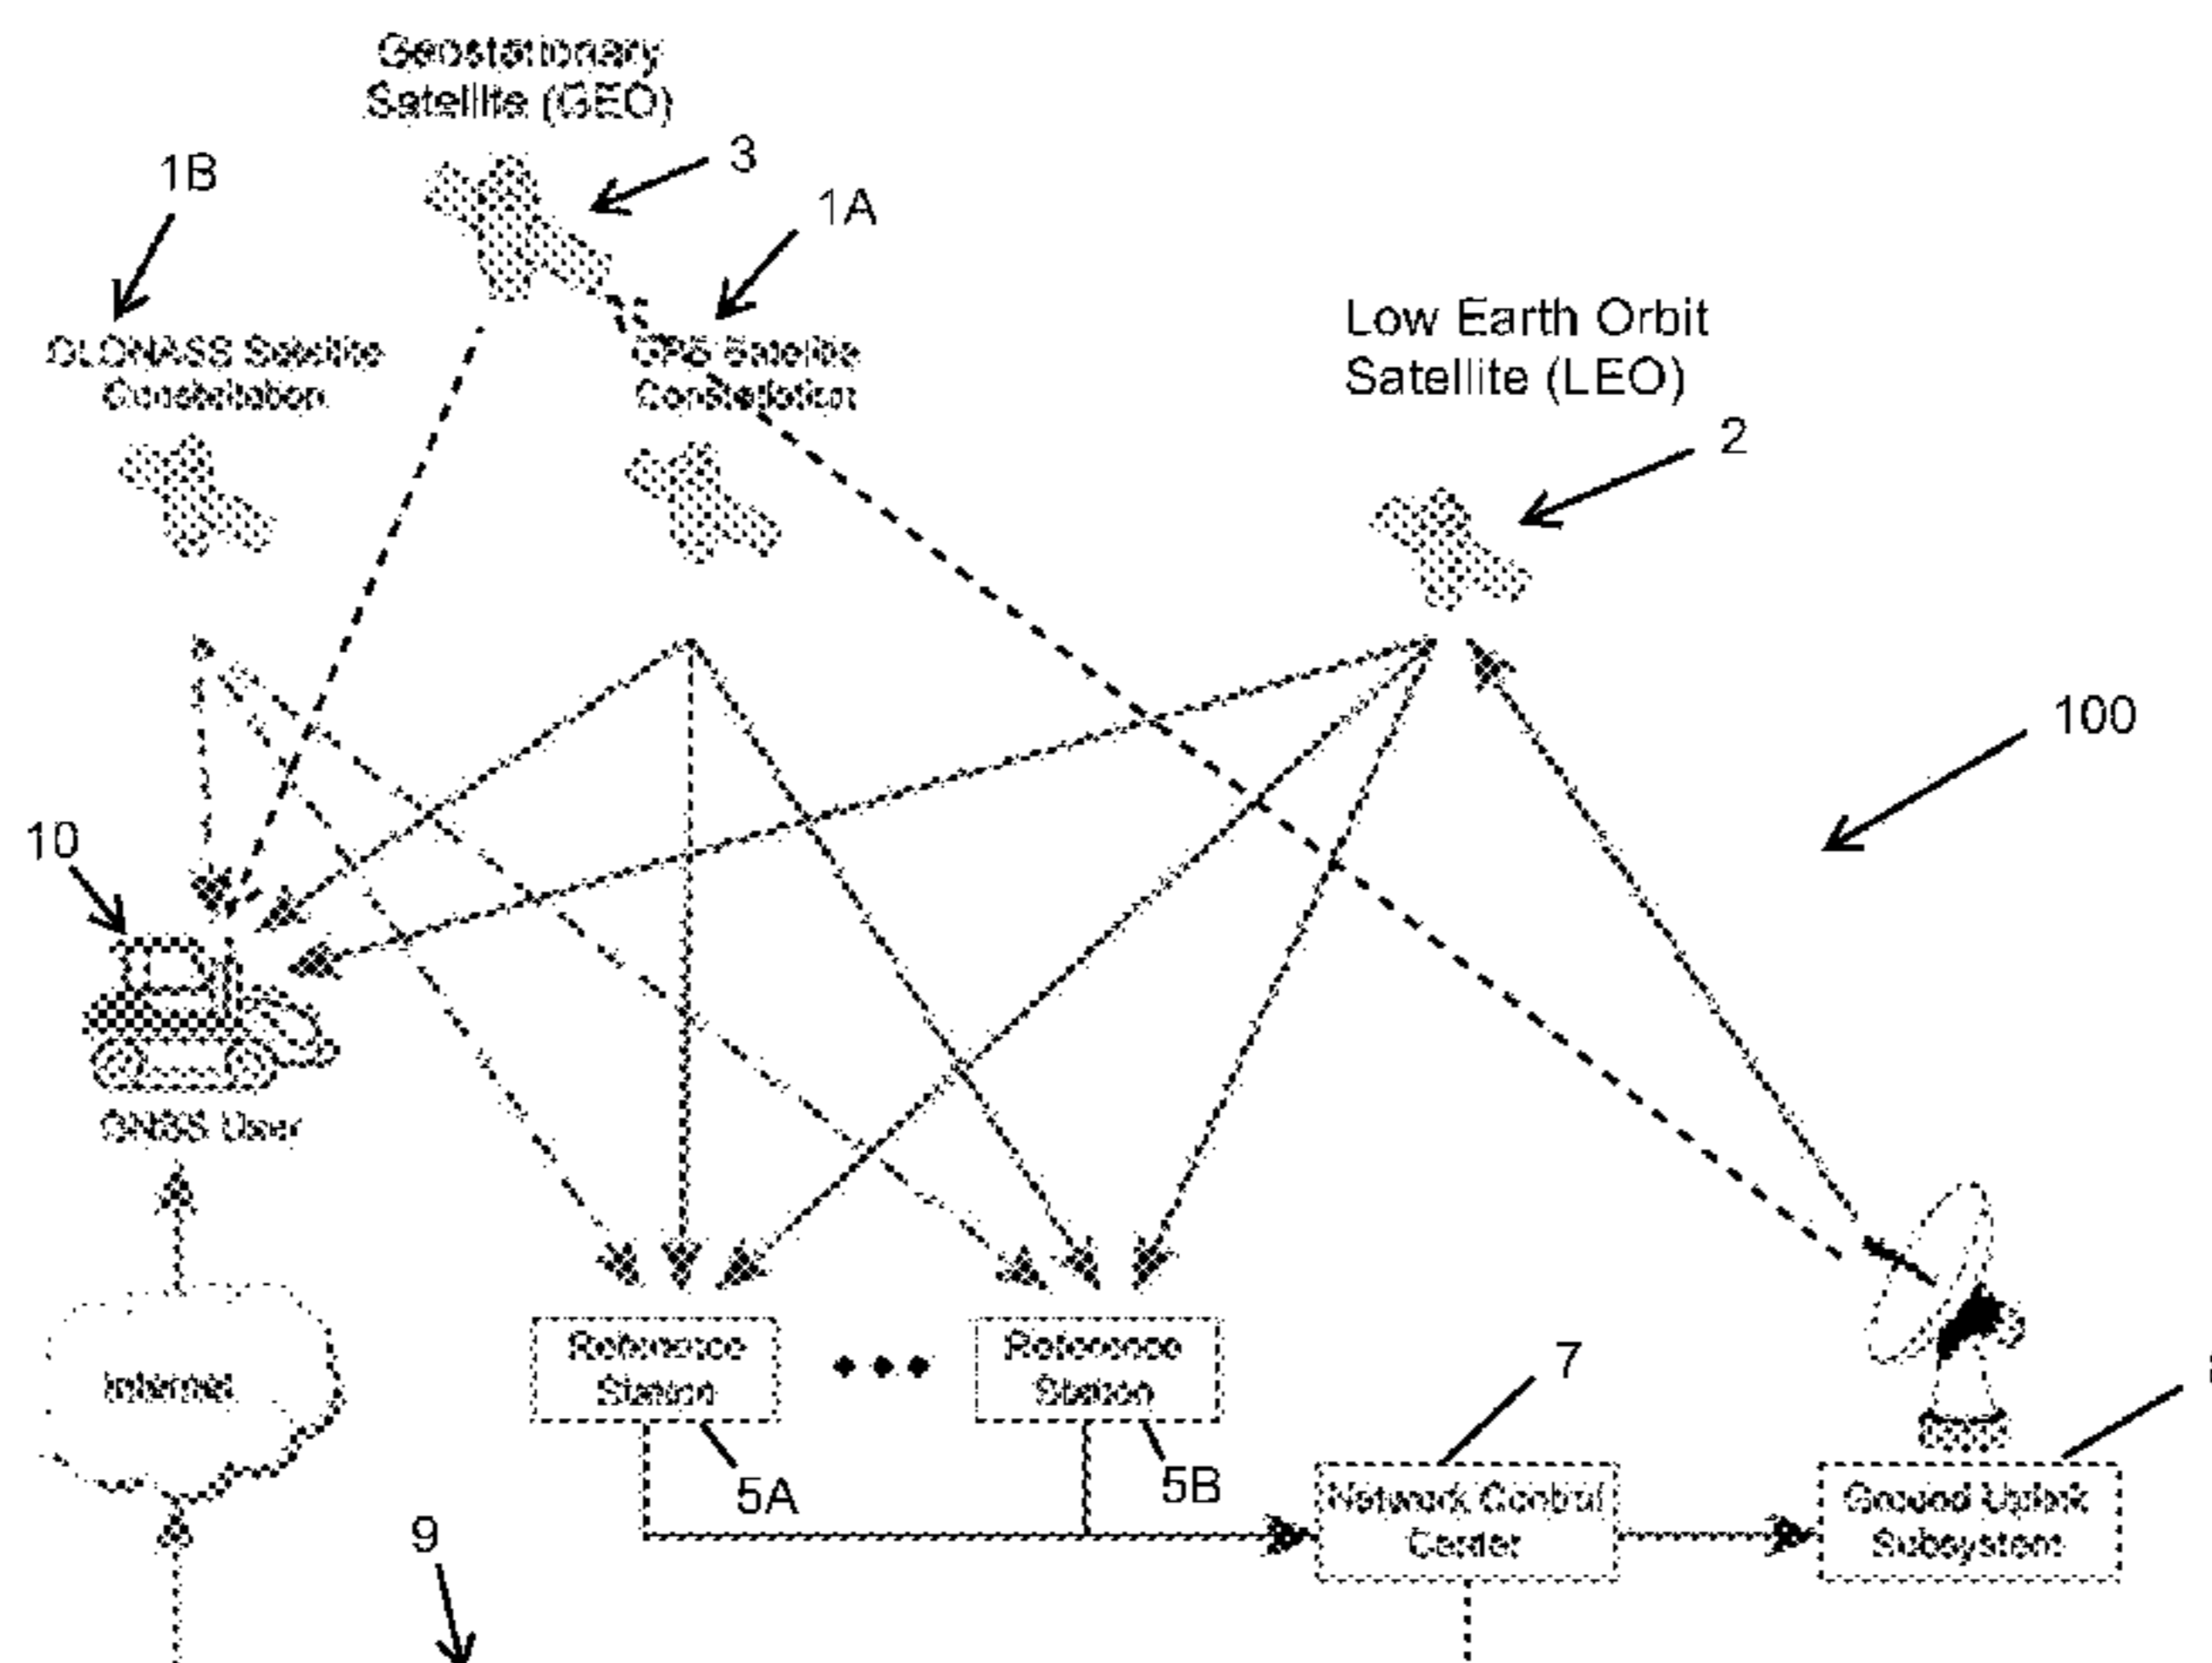 Geostationary
Satellite (GEO)
3
1B
1A
GLONASS Satellite
Constellation
GPS Satellite
Constellation
Low Earth Orbit
Satellite (LEO)
2
100
10
GNSS User
Internet
Reference
Station
Reference
Station
7
5A
5B
Network Control
Center
Ground Uplink
Subsystem
9